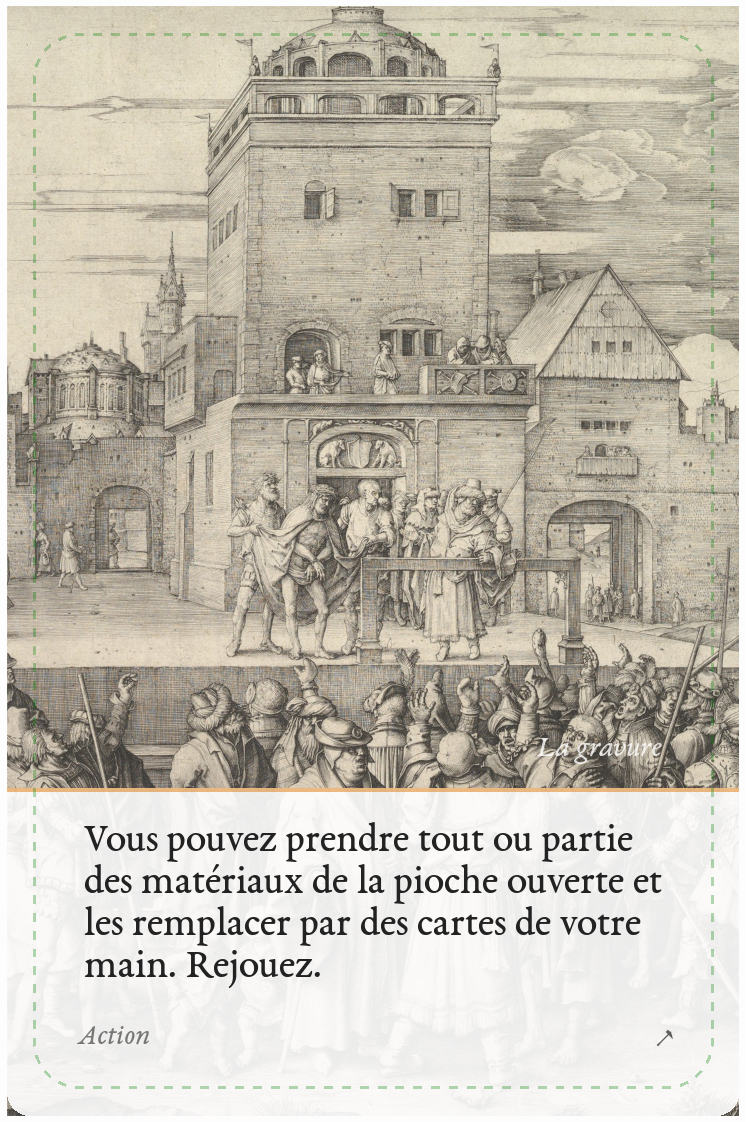 La gravure
Vous pouvez prendre tout ou partie
des matériaux de la pioche ouverte et
les remplacer par des cartes de votre
main. Rejouez.
Action